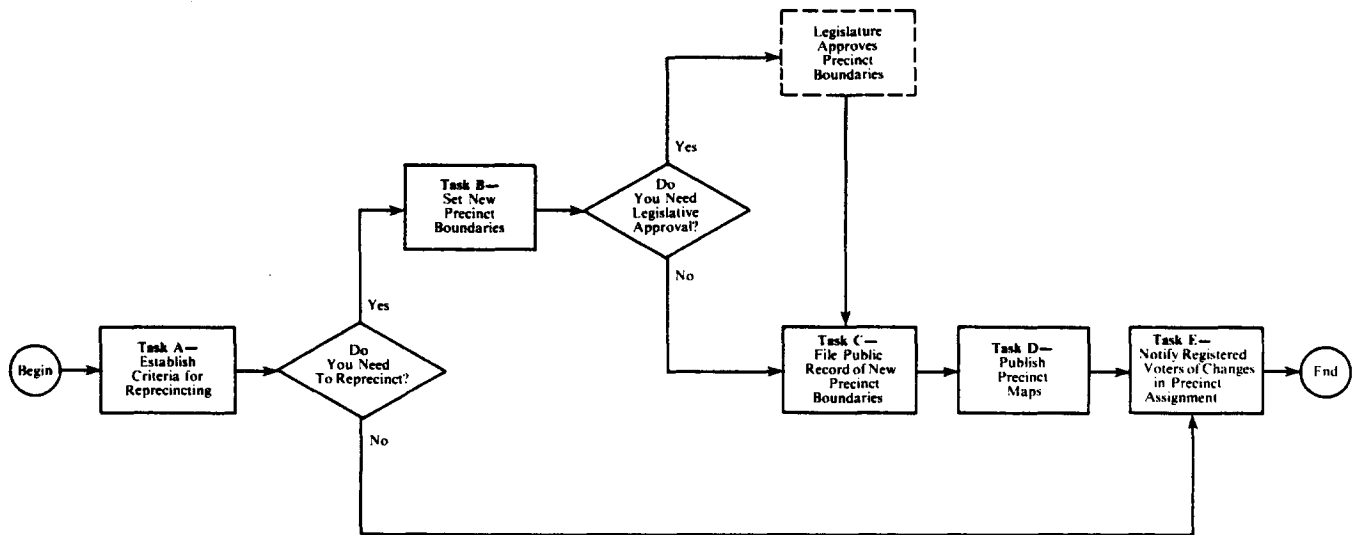 Begin
Task A—
Establish
Criteria for
Reprecincting
Do
You Need
To Reprecinct?
Yes
No
Task B—
Set New
Precinct
Boundaries
Do
You Need
Legislative
Approval?
Yes
No
Legislature
Approves
Precinct
Boundaries
Task C—
File Public
Record of New
Precinct
Boundaries
Task D—
Publish
Precinct
Maps
Task E—
Notify Registered
Voters of Changes
in Precinct
Assignment
End